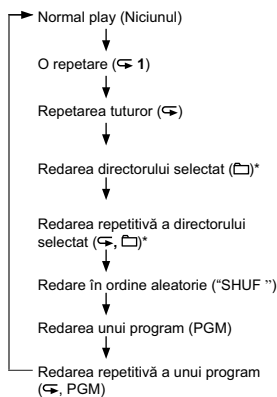 Normal play (Niciunul)
O repetare (1)
Repetarea tuturor ()
Redarea directorului selectat ()*
Redarea repetitivă a directorului
selectat (, )*
Redare în ordine aleatorie (“SHUF ”)
Redarea unui program (PGM)
Redarea repetitivă a unui program
(, PGM)